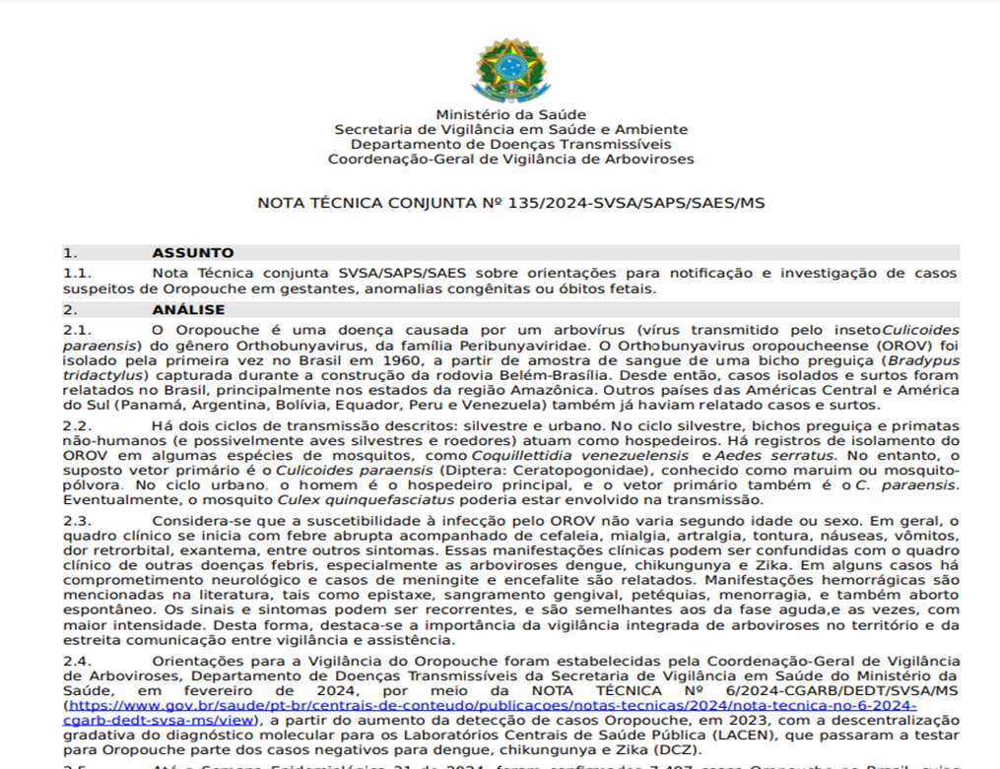 Ministério da Saúde
Secretaria de Vigilância em Saúde e Ambiente
Departamento de Doenças Transmissíveis
Coordenação-Geral de Vigilância de Arboviroses
NOTA TÉCNICA CONJUNTA Nº 135/2024-SVSA/SAPS/SAES/MS
1. ASSUNTO
1.1. Nota Técnica conjunta SVSA/SAPS/SAES sobre orientações para notificação e investigação de casos
suspeitos de Oropouche em gestantes, anomalias congênitas ou óbitos fetais.
2. ANÁLISE
2.1. O Oropouche é uma doença causada por um arbovírus (vírus transmitido pelo inseto Culicoides
paraensis) do gênero Orthobunyavirus, da família Peribunyaviridae. O Orthobunyavirus oropoucheense (OROV) foi
isolado pela primeira vez no Brasil em 1960, a partir de amostra de sangue de uma bicho preguiça (Bradypus
tridactylus) capturada durante a construção da rodovia Belém-Brasília. Desde então, casos isolados e surtos foram
relatados no Brasil, principalmente nos estados da região Amazônica. Outros países das Américas Central e América
do Sul (Panamá, Argentina, Bolívia, Equador, Peru e Venezuela) também já haviam relatado casos e surtos.
2.2. Há dois ciclos de transmissão descritos: silvestre e urbano. No ciclo silvestre, bichos preguiça e primatas
não-humanos (e possivelmente aves silvestres e roedores) atuam como hospedeiros. Há registros de isolamento do
OROV em algumas espécies de mosquitos, como Coquillettidia venezuelensis e Aedes serratus. No entanto, o
suposto vetor primário é o Culicoides paraensis (Diptera: Ceratopogonidae), conhecido como maruim ou mosquito-
pólvora. No ciclo urbano, o homem é o hospedeiro principal, e o vetor primário também é o C. paraensis.
Eventualmente, o mosquito Culex quinquefasciatus poderia estar envolvido na transmissão.
2.3. Considera-se que a suscetibilidade à infecção pelo OROV não varia segundo idade ou sexo. Em geral, o
quadro clínico se inicia com febre abrupta acompanhado de cefaleia, mialgia, artralgia, tontura, náuseas, vômitos,
dor retrorbital, exantema, entre outros sintomas. Essas manifestações clínicas podem ser confundidas com o quadro
clínico de outras doenças febris, especialmente as arboviroses dengue, chikungunya e Zika. Em alguns casos há
comprometimento neurológico e casos de meningite e encefalite são relatados. Manifestações hemorrágicas são
mencionadas na literatura, tais como epistaxe, sangramento gengival, petéquias, menorragia, e também aborto
espontâneo. Os sinais e sintomas podem ser recorrentes, e são semelhantes aos da fase aguda,e as vezes, com
maior intensidade. Desta forma, destaca-se a importância da vigilância integrada de arboviroses no território e da
estreita comunicação entre vigilância e assistência.
2.4. Orientações para a Vigilância do Oropouche foram estabelecidas pela Coordenação-Geral de Vigilância
de Arboviroses, Departamento de Doenças Transmissíveis da Secretaria de Vigilância em Saúde do Ministério da
Saúde, em fevereiro de 2024, por meio da NOTA TÉCNICA Nº 6/2024-CGARB/DEDT/SVSA/MS
(https://www.gov.br/saude/pt-br/centrais-de-conteudo/publicacoes/notas-tecnicas/2024/nota-tecnica-no-6-2024-
cgarb-dedt-svsa-ms/view), a partir do aumento da detecção de casos Oropouche, em 2023, com a descentralização
gradativa do diagnóstico molecular para os Laboratórios Centrais de Saúde Pública (LACEN), que passaram a testar
para Oropouche parte dos casos negativos para dengue, chikungunya e Zika (DCZ).